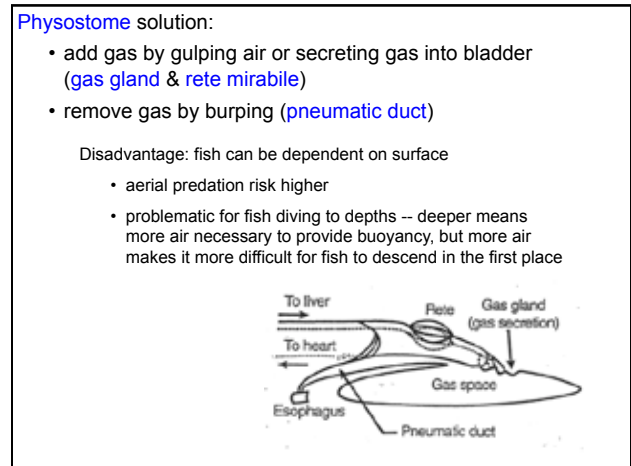 Physostome solution:
• add gas by gulping air or secreting gas into bladder
(gas gland & rete mirabile)
• remove gas by burping (pneumatic duct)
Disadvantage: fish can be dependent on surface
• aerial predation risk higher
• problematic for fish diving to depths -- deeper means
more air necessary to provide buoyancy, but more air
makes it more difficult for fish to descend in the first place
To liver
Rete
Gas gland
(gas secretion)
To heart
Gas space
Esophagus
Pneumatic duct